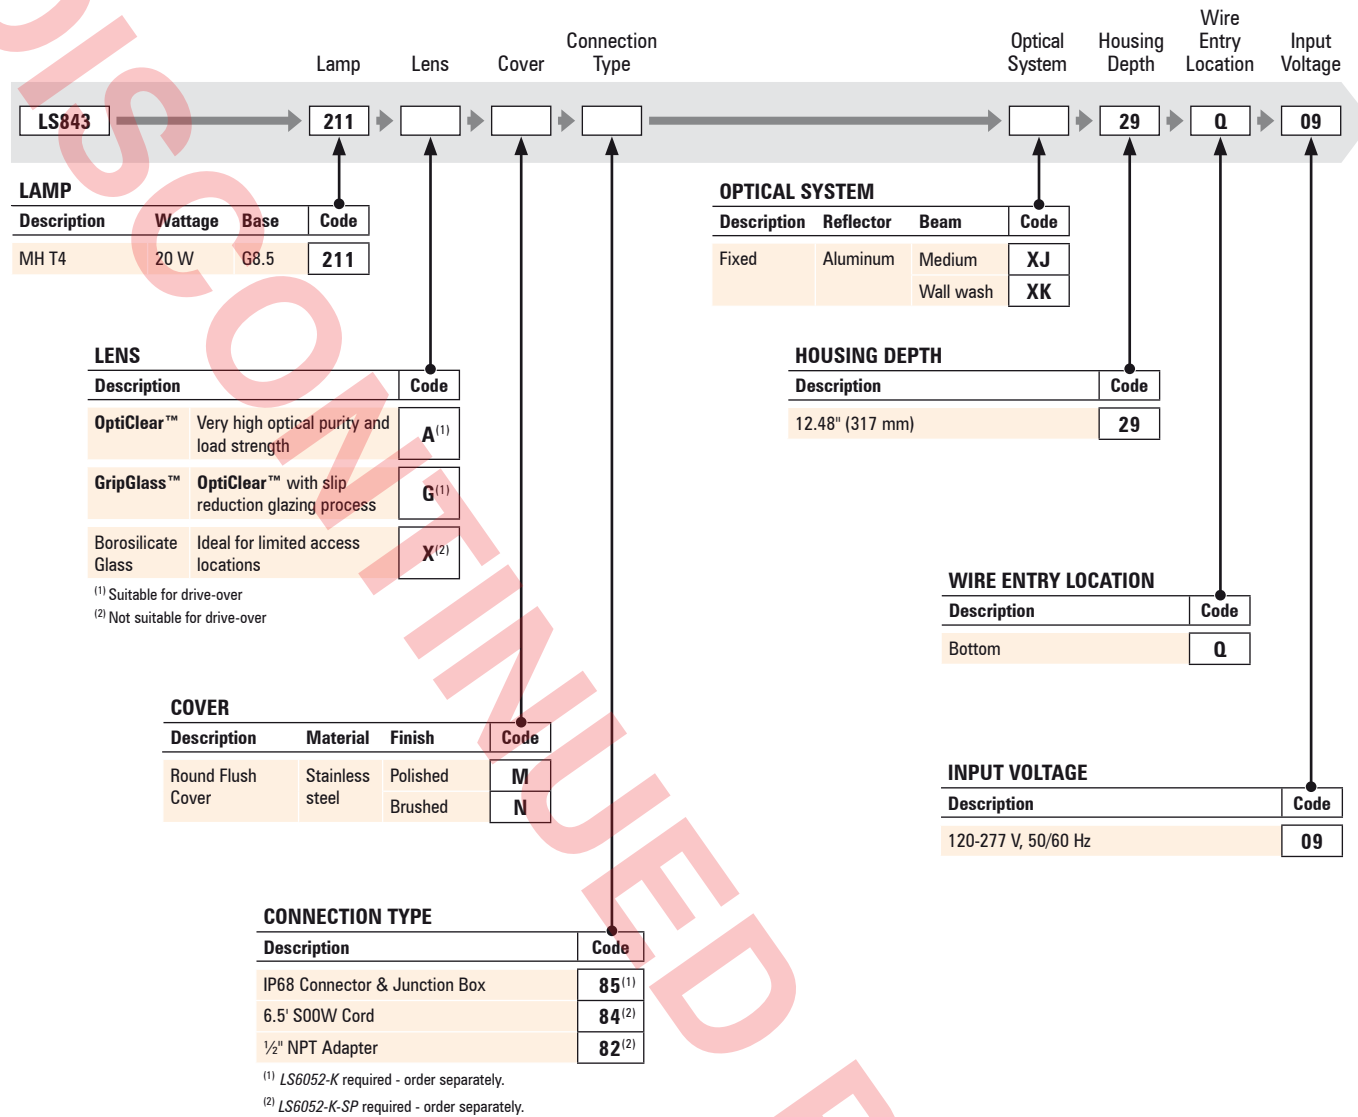 Lamp
Lens
Cover
Connection
Type
Optical
System
Housing
Depth
Wire
Entry
Location
Input
Voltage
LS843
211
29
Q
09
LAMP
Description Wattage Base Code
MH T4 20 W G8.5 211
OPTICAL SYSTEM
Description Reflector Beam Code
Fixed Aluminum Medium XJ
Wall wash XK
LENS
Description Code
OptiClear™ Very high optical purity and
load strength
A(1)
GripGlass™ OptiClear™ with slip
reduction glazing process
G(1)
Borosilicate
Glass
Ideal for limited access
locations
X(2)
(1) Suitable for drive-over
(2) Not suitable for drive-over
HOUSING DEPTH
Description Code
12.48" (317 mm) 29
WIRE ENTRY LOCATION
Description Code
Bottom Q
COVER
Description Material Finish Code
Round Flush
Cover
Stainless
steel
Polished M
Brushed N
INPUT VOLTAGE
Description Code
120-277 V, 50/60 Hz 09
CONNECTION TYPE
Description Code
IP68 Connector & Junction Box 85(1)
6.5' SOOW Cord 84(2)
½" NPT Adapter 82(2)
(1) LS6052-K required - order separately.
(2) LS6052-K-SP required - order separately.
DISCONTINUED